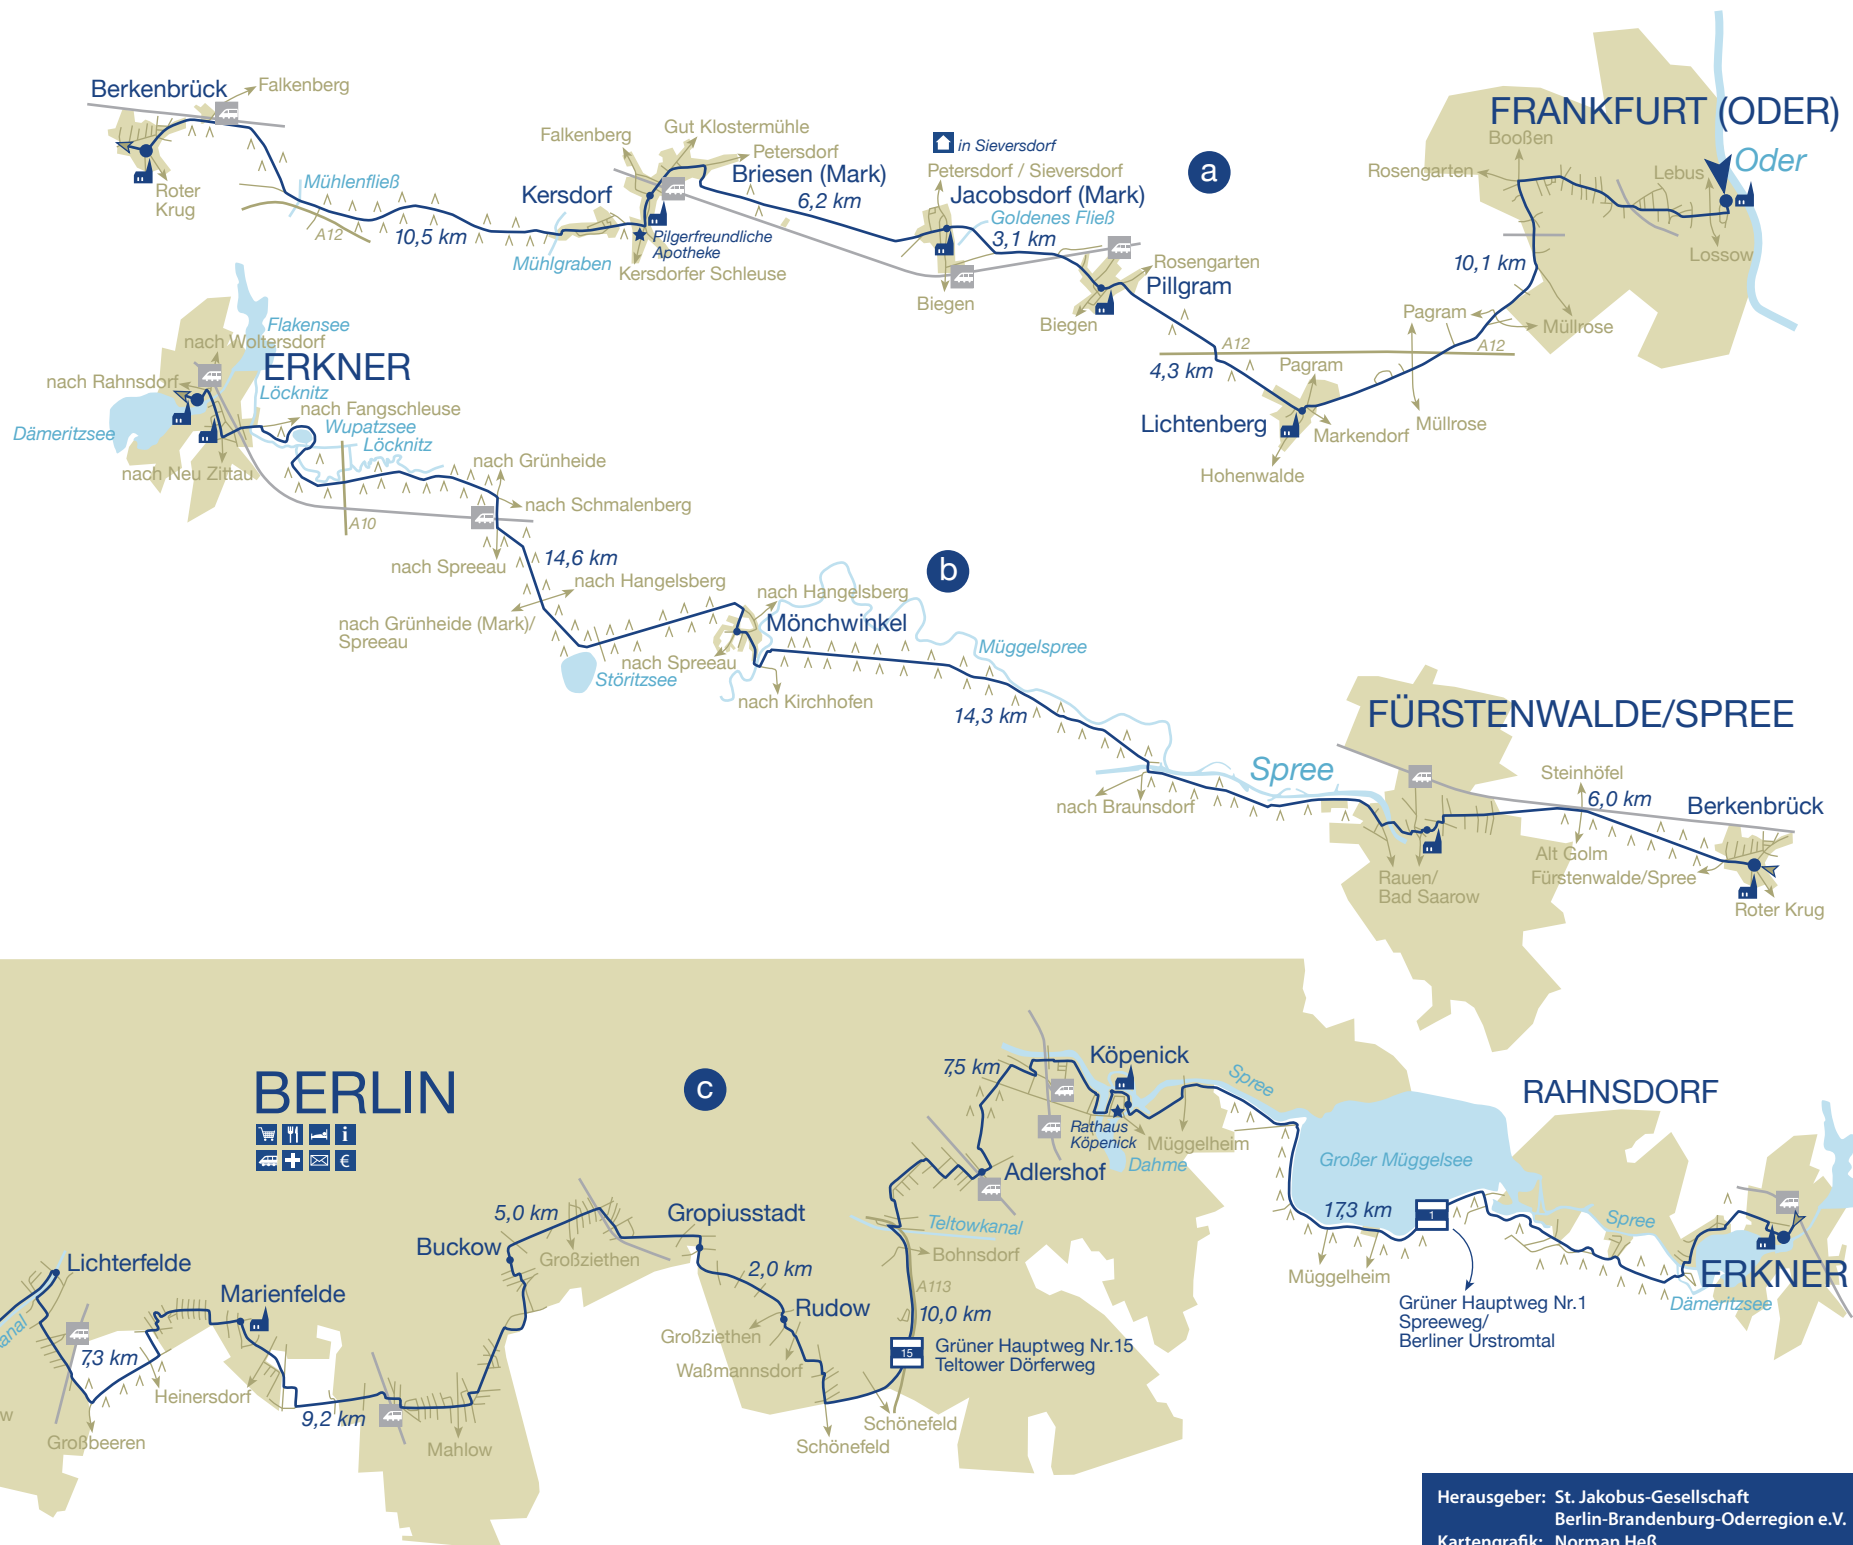 Berkenbrück
Falkenberg
Roter
Krug
Mühlenfließ
A12
10,5 km
Falkenberg
Gut Klostermühle
Petersdorf
Briesen (Mark)
Kersdorf
6,2 km
Pilgerfreundliche
Apotheke
Mühlgraben
Kersdorfer Schleuse
in Sieversdorf
Petersdorf / Sieversdorf
Jacobsdorf (Mark)
Goldenes Fließ
3,1 km
Biegen
Rosengarten
Pillgram
Biegen
a
FRANKFURT (ODER)
Booßen
Rosengarten
Lebus
Oder
Lossow
10,1 km
Pagram
Müllrose
A12
A12
4,3 km
Pagram
Lichtenberg
Markendorf
Müllrose
Hohenwalde
Flakensee
nach Woltersdorf
ERKNER
nach Rahnsdorf
Löcknitz
nach Fangschleuse
Wupatzsee
Löcknitz
Dämeritzsee
nach Neu Zittau
nach Grünheide
nach Schmalenberg
A10
nach Spreeau
14,6 km
nach Hangelsberg
nach Grünheide (Mark)/
Spreeau
b
nach Hangelsberg
Mönchwinkel
nach Spreeau
Störitzsee
nach Kirchhofen
Müggelspree
14,3 km
nach Braunsdorf
Spree
FÜRSTENWALDE/SPREE
Steinhöfel
6,0 km
Berkenbrück
Alt Golm
Fürstenwalde/Spree
Rauen/
Bad Saarow
Roter Krug
BERLIN
i
€
c
7,5 km
Köpenick
Spree
Rathaus
Köpenick
Müggelheim
Dahme
Adlershof
RAHNSDORF
Großer Müggelsee
17,3 km
1
Spree
Müggelheim
ERKNER
Dämeritzsee
Grüner Hauptweg Nr.1
Spreeweg/
Berliner Urstromtal
5,0 km
Gropiusstadt
Buckow
Großziethen
2,0 km
Rudow
Großziethen
Waßmannsdorf
Teltowkanal
Bohnsdorf
A113
10,0 km
15
Grüner Hauptweg Nr.15
Teltower Dörferweg
Schönefeld
Schönefeld
Lichterfelde
Marienfelde
anal
7,3 km
Heinersdorf
9,2 km
w
Großbeeren
Mahlow
Herausgeber: St. Jakobus-Gesellschaft
Berlin-Brandenburg-Oderregion e.V.
Kartengrafik: Norman Heß